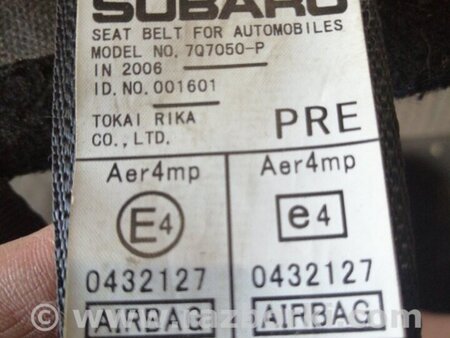 SUBARU
SEAT BELT FOR AUTOMOBILES
MODEL NO. 7Q7050-P
IN 2006
ID.NO. 001601
TOKAI RIKA
CO., LTD.
PRE
Aer4mp Aer4mp
E4 e4
0432127 0432127
AIRBAG AIRBAG